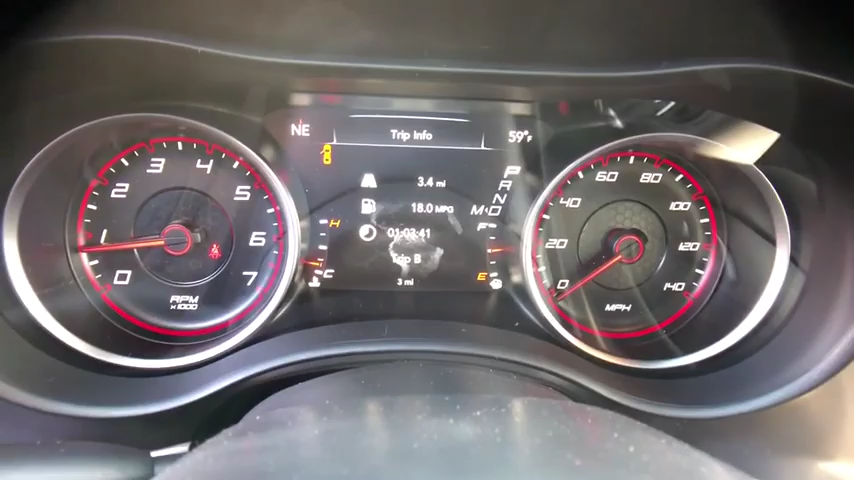 NE
Trip Info
59°F
3.4 mi
18.0 MPG
01:03:41
Trip B
3 mi
P
R
N
M D
H
C
F
E
0
1
2
3
4
5
6
7
RPM
x1000
0
20
40
60
80
100
120
140
MPH